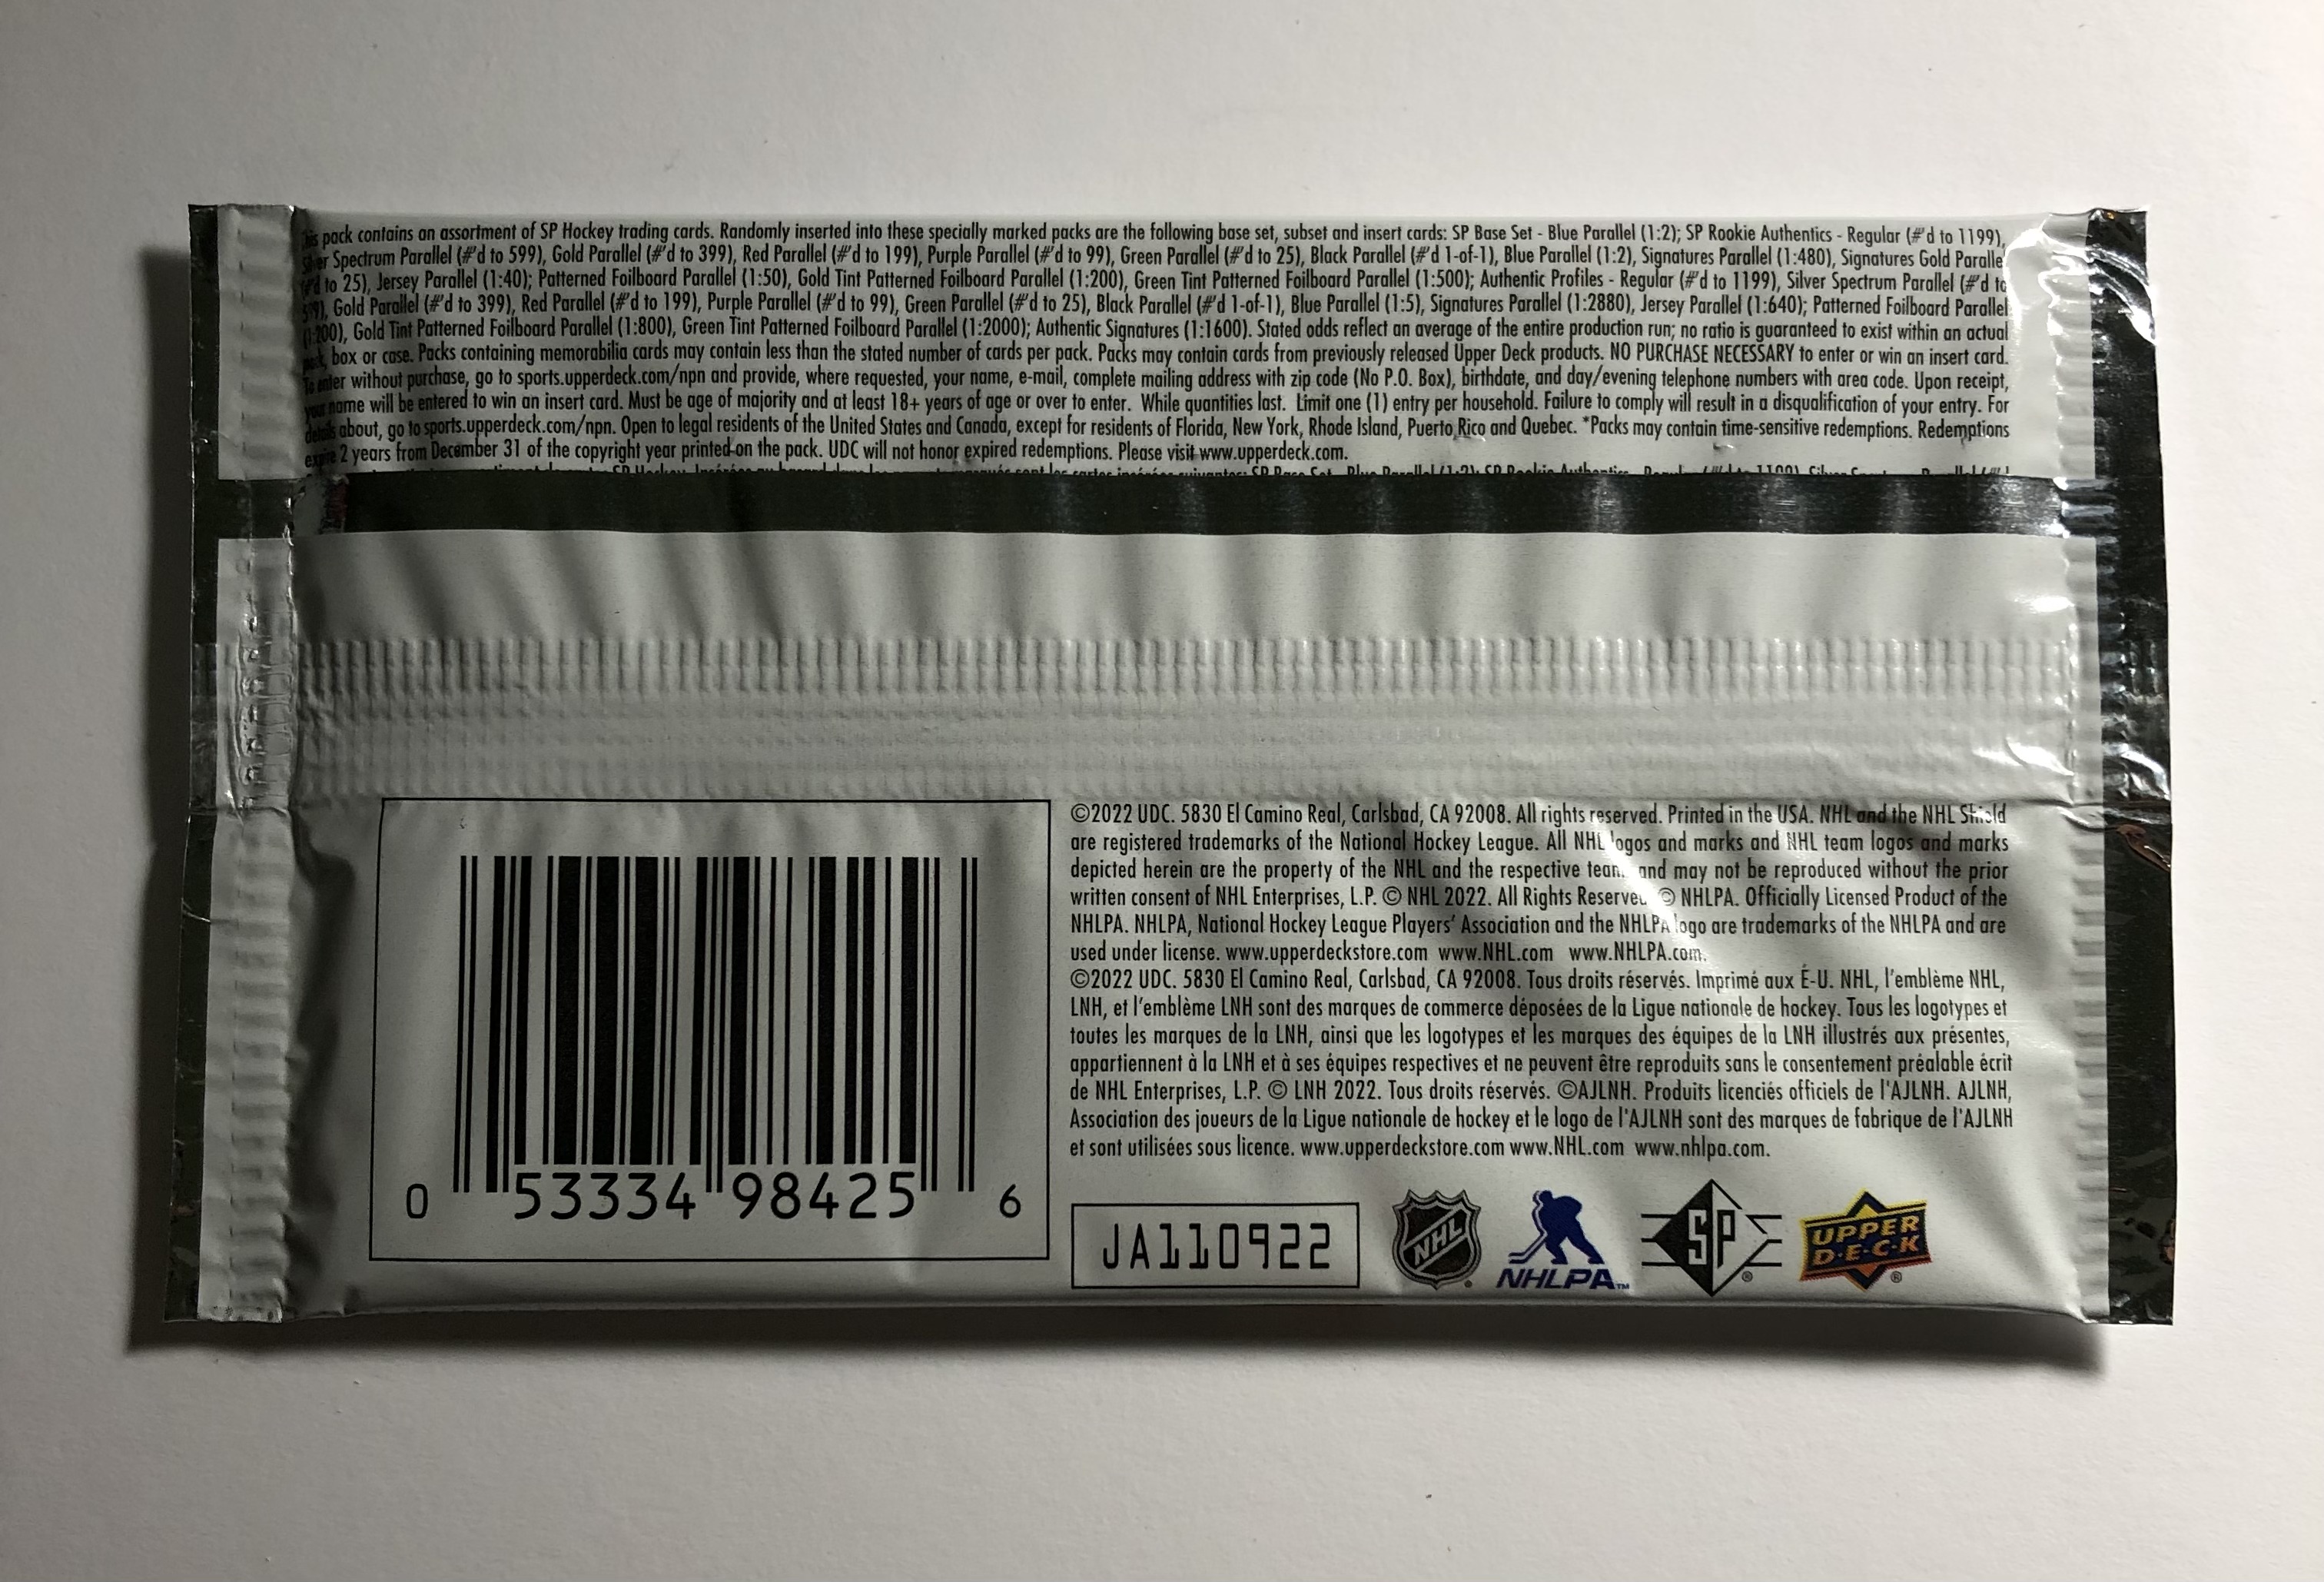 pack contains an assortment of SP Hockey trading cards. Randomly inserted into these specially marked packs are the following base set, subset and insert cards: SP Base Set - Blue Parallel (1:2); SP Rookie Authentics - Regular (#'d to 1199),
Spectrum Parallel (#'d to 599), Gold Parallel (#'d to 399), Red Parallel (#'d to 199), Purple Parallel (#'d to 99), Green Parallel (#'d to 25), Black Parallel (#'d 1-of-1), Blue Parallel (1:2), Signatures Parallel (1:480), Signatures Gold Parallel
to 25), Jersey Parallel (1:40); Patterned Foilboard Parallel (1:50), Gold Tint Patterned Foilboard Parallel (1:200), Green Tint Patterned Foilboard Parallel (1:500); Authentic Profiles - Regular (#'d to 1199), Silver Spectrum Parallel (#'d to
Gold Parallel (#'d to 399), Red Parallel (#'d to 199), Purple Parallel (#'d to 99), Green Parallel (#'d to 25), Black Parallel (#'d 1-of-1), Blue Parallel (1:5), Signatures Parallel (1:2880), Jersey Parallel (1:640); Patterned Foilboard Parallel
(1:200), Gold Tint Patterned Foilboard Parallel (1:800), Green Tint Patterned Foilboard Parallel (1:2000); Authentic Signatures (1:1600). Stated odds reflect an average of the entire production run; no ratio is guaranteed to exist within an actual
pack, box or case. Packs containing memorabilia cards may contain less than the stated number of cards per pack. Packs may contain cards from previously released Upper Deck products. NO PURCHASE NECESSARY to enter or win an insert card.
To enter without purchase, go to sports.upperdeck.com/npn and provide, where requested, your name, e-mail, complete mailing address with zip code (No P.O. Box), birthdate, and day/evening telephone numbers with area code. Upon receipt,
your name will be entered to win an insert card. Must be age of majority and at least 18+ years of age or over to enter. While quantities last. Limit one (1) entry per household. Failure to comply will result in a disqualification of your entry. For
details about, go to sports.upperdeck.com/npn. Open to legal residents of the United States and Canada, except for residents of Florida, New York, Rhode Island, Puerto Rico and Quebec. *Packs may contain time-sensitive redemptions. Redemptions
expire 2 years from December 31 of the copyright year printed on the pack. UDC will not honor expired redemptions. Please visit www.upperdeck.com.
©2022 UDC. 5830 El Camino Real, Carlsbad, CA 92008. All rights reserved. Printed in the USA. NHL and the NHL Shield
are registered trademarks of the National Hockey League. All NHL logos and marks and NHL team logos and marks
depicted herein are the property of the NHL and the respective team and may not be reproduced without the prior
written consent of NHL Enterprises, L.P. © NHL 2022. All Rights Reserved. © NHLPA. Officially Licensed Product of the
NHLPA. NHLPA, National Hockey League Players' Association and the NHLPA logo are trademarks of the NHLPA and are
used under license. www.upperdeckstore.com www.NHL.com www.NHLPA.com.
©2022 UDC. 5830 El Camino Real, Carlsbad, CA 92008. Tous droits réservés. Imprimé aux É-U. NHL, l'emblème NHL,
LNH, et l'emblème LNH sont des marques de commerce déposées de la Ligue nationale de hockey. Tous les logotypes et
toutes les marques de la LNH, ainsi que les logotypes et les marques des équipes de la LNH illustrés aux présentes,
appartiennent à la LNH et à ses équipes respectives et ne peuvent être reproduits sans le consentement préalable écrit
de NHL Enterprises, L.P. © LNH 2022. Tous droits réservés. ©AJLNH. Produits licenciés officiels de l'AJLNH. AJLNH,
Association des joueurs de la Ligue nationale de hockey et le logo de l'AJLNH sont des marques de fabrique de l'AJLNH
et sont utilisées sous licence. www.upperdeckstore.com www.NHL.com www.nhlpa.com.
0 53334 98425 6
JA110922
NHL
NHLPA™
SP®
UPPER
D·E·C·K®